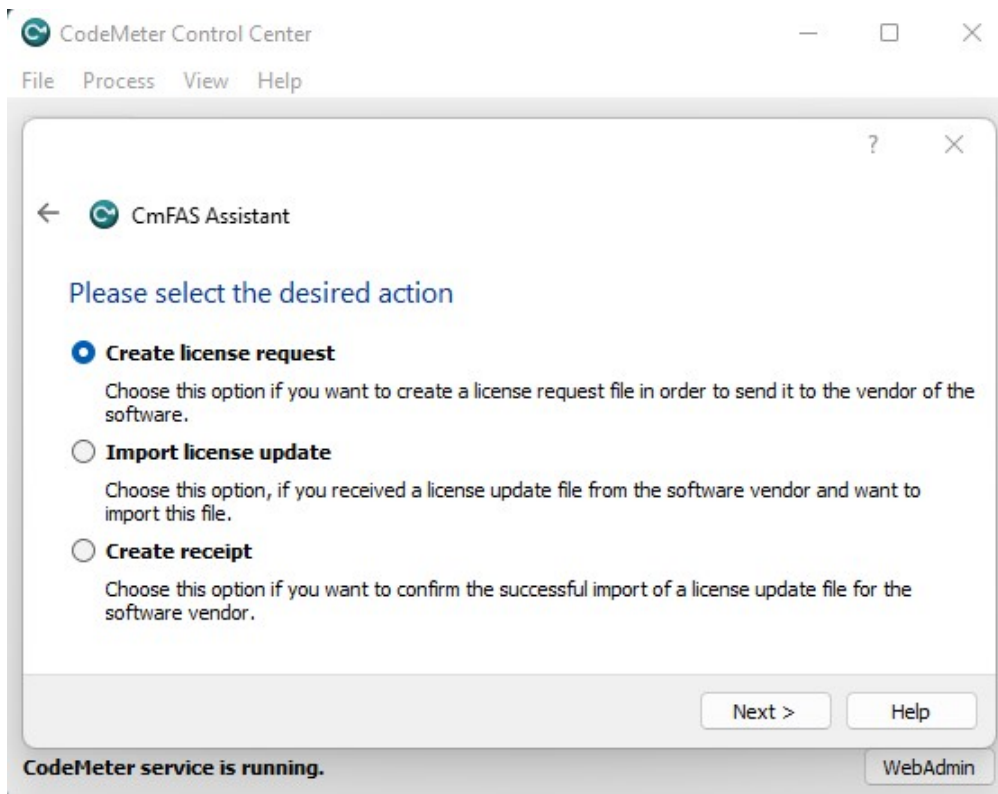 CodeMeter Control Center
File Process View Help
?
CmFAS Assistant
Please select the desired action
Create license request
Choose this option if you want to create a license request file in order to send it to the vendor of the
software.
Import license update
Choose this option, if you received a license update file from the software vendor and want to
import this file.
Create receipt
Choose this option if you want to confirm the successful import of a license update file for the
software vendor.
Next > Help
CodeMeter service is running. WebAdmin